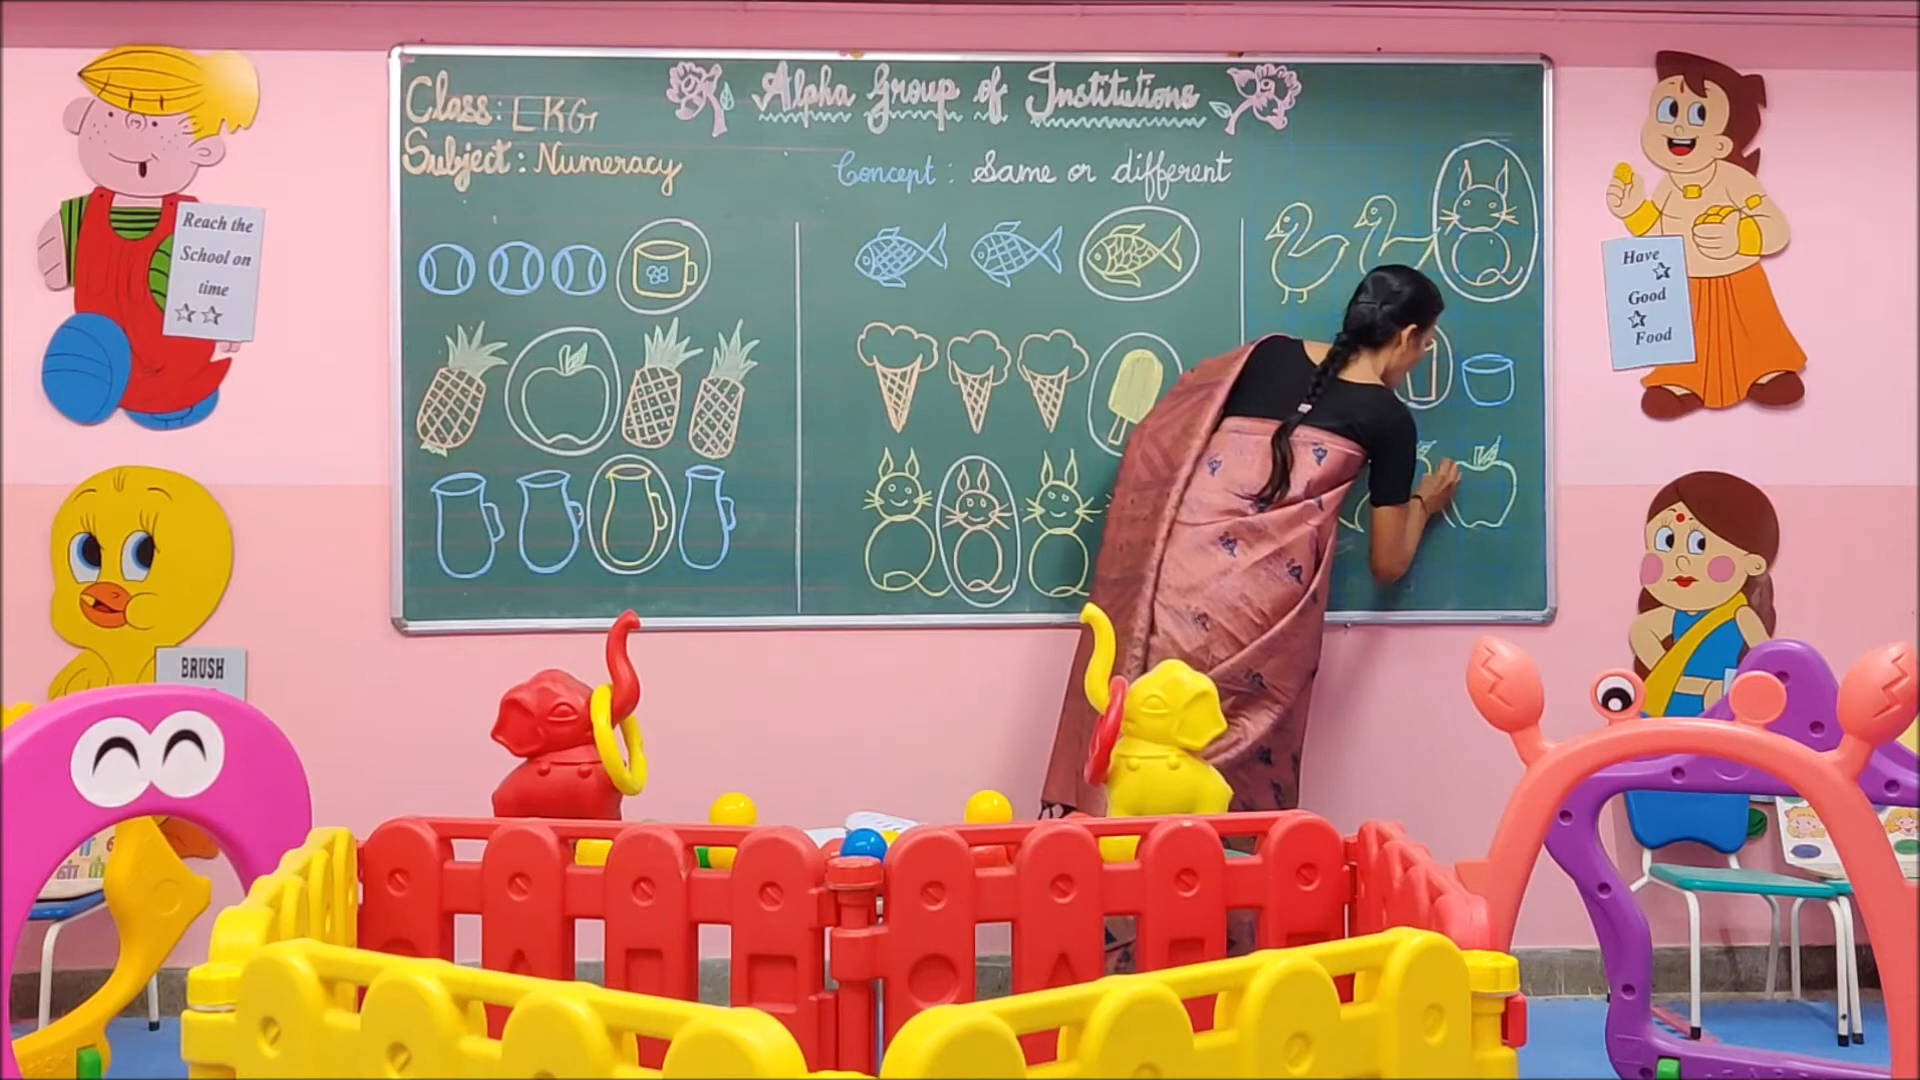 Alpha Group of Institutions
Class: LKG
Subject: Numeracy
Concept: Same or different
Reach the
School on
time
Have
Good
Food
BRUSH